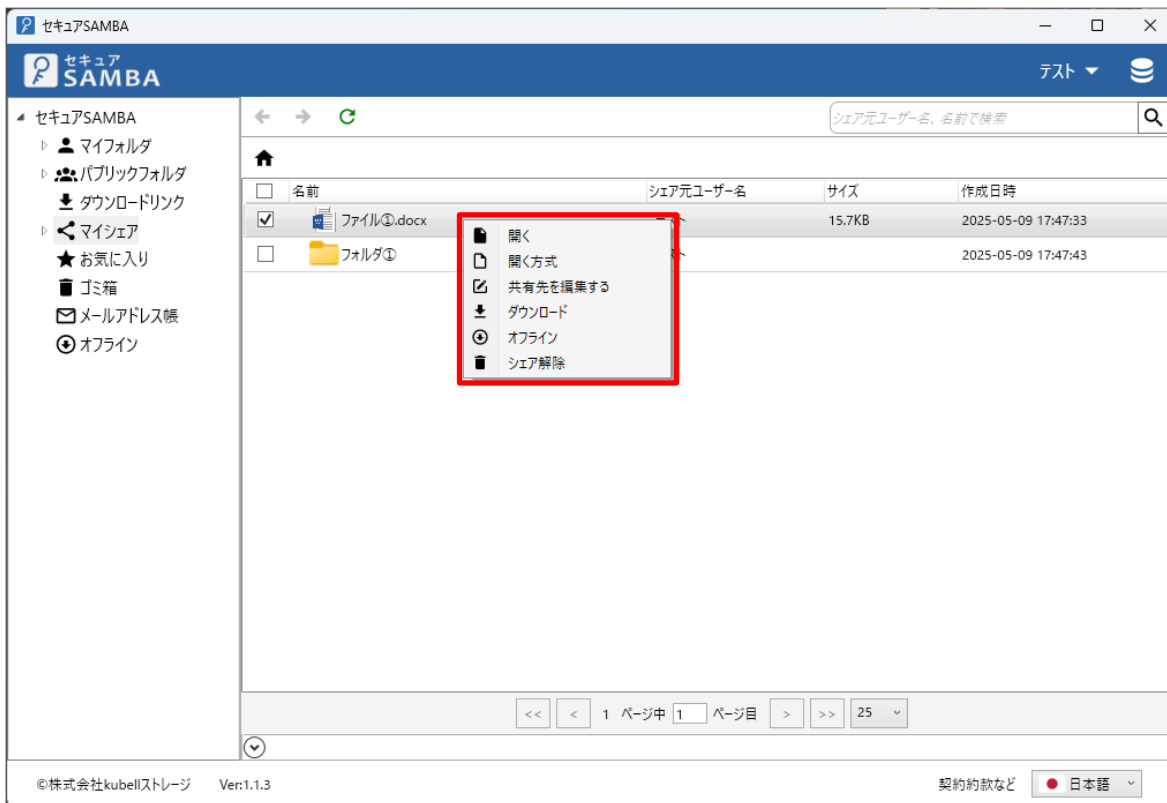 セキュアSAMBA
セキュア
SAMBA
テスト
セキュアSAMBA
マイフォルダ
パブリックフォルダ
ダウンロードリンク
マイシェア
お気に入り
ゴミ箱
メールアドレス帳
オフライン
シェア元ユーザー名、名前で検索
名前 シェア元ユーザー名 サイズ 作成日時
ファイル①.docx 15.7KB 2025-05-09 17:47:33
フォルダ① 2025-05-09 17:47:43
開く
開く方式
共有先を編集する
ダウンロード
オフライン
シェア解除
<< < 1 ページ中 1 ページ目 > >> 25
©株式会社kubellストレージ Ver:1.1.3 契約約款など 日本語